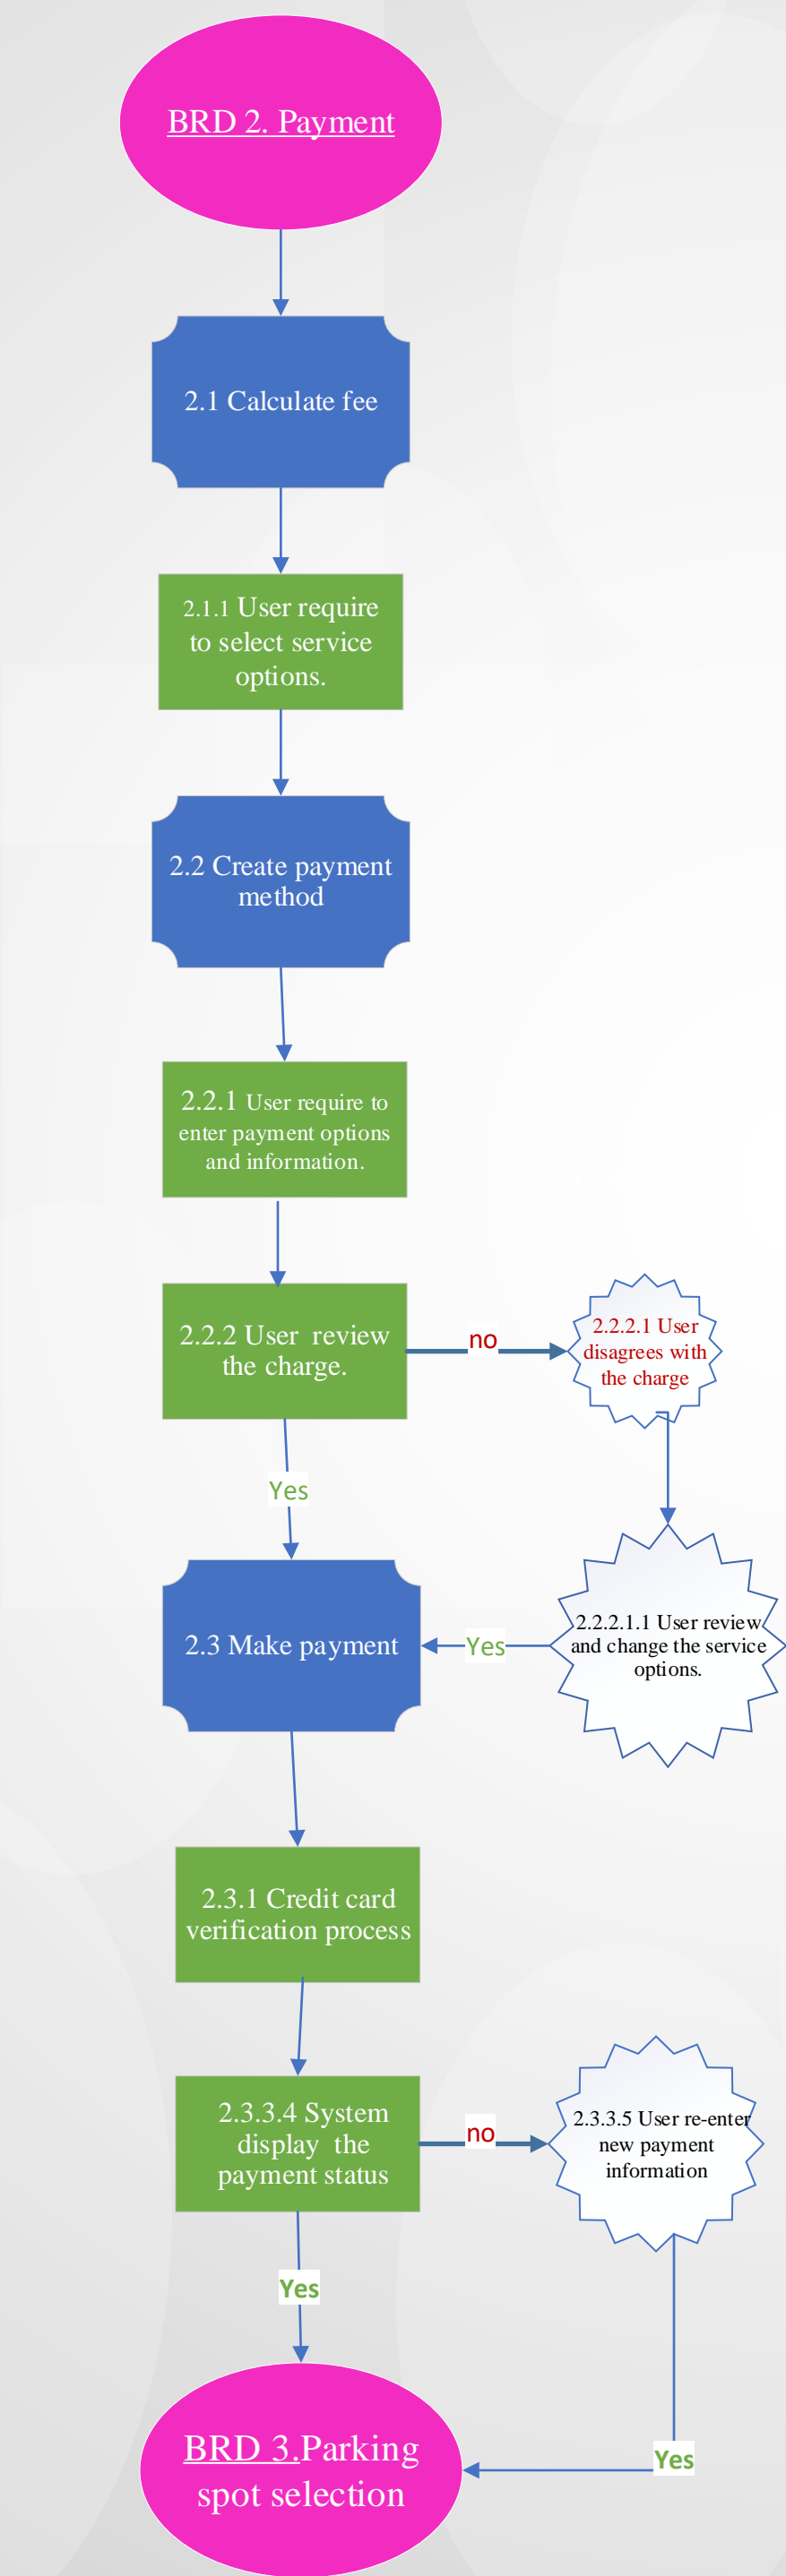 BRD 2. Payment
2.1 Calculate fee
2.1.1 User require
to select service
options.
2.2 Create payment
method
2.2.1 User require to
enter payment options
and information.
2.2.2 User  review
the charge.
no
2.2.2.1 User
disagrees with
the charge
Yes
2.3 Make payment
Yes
2.2.2.1.1 User review
and change the service
options.
2.3.1 Credit card
verification process
2.3.3.4 System
display  the
payment status
no
2.3.3.5 User re-enter
new payment
information
Yes
BRD 3.Parking
spot selection
Yes